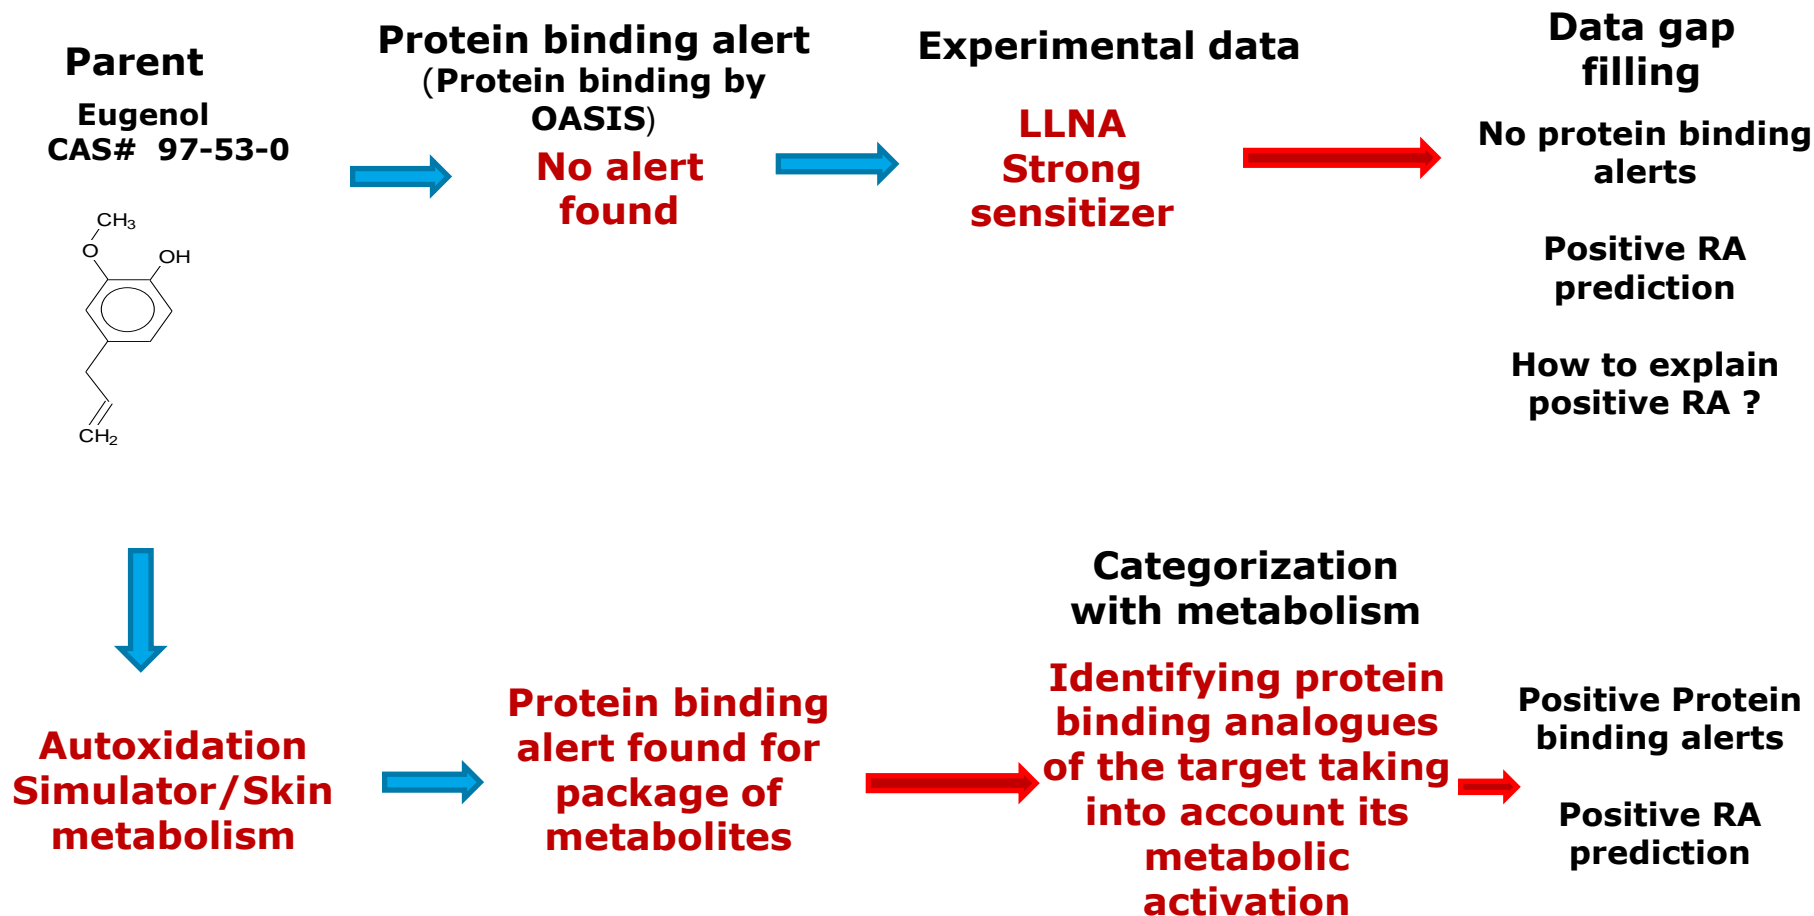 Parent
Eugenol
CAS# 97-53-0
CH3
O
OH
CH2
Protein binding alert
(Protein binding by
OASIS)
No alert
found
Experimental data
LLNA
Strong
sensitizer
Data gap
filling
No protein binding
alerts
Positive RA
prediction
How to explain
positive RA ?
Autoxidation
Simulator/Skin
metabolism
Protein binding
alert found for
package of
metabolites
Categorization
with metabolism
Identifying protein
binding analogues
of the target taking
into account its
metabolic
activation
Positive Protein
binding alerts
Positive RA
prediction